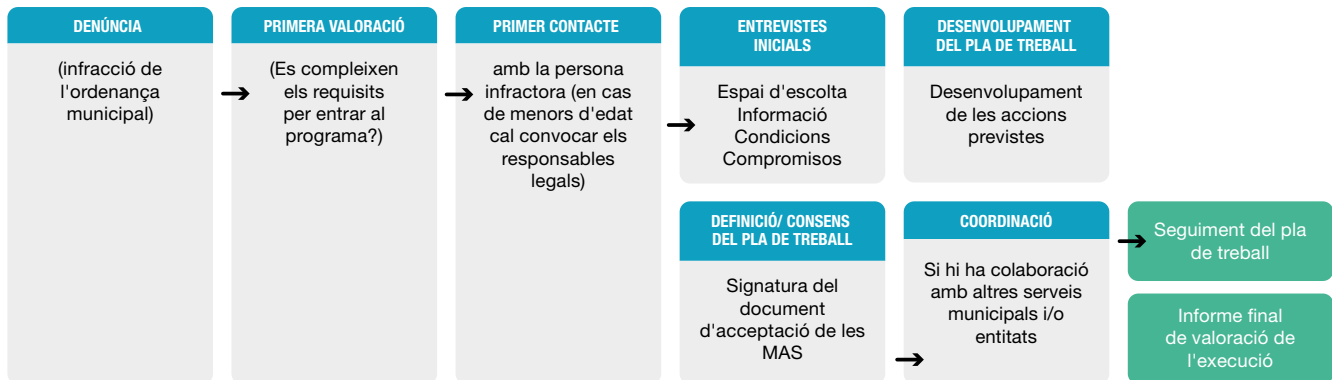 DENÚNCIA
(infracció de
l'ordenança
municipal)
PRIMERA VALORACIÓ
(Es compleixen
els requisits
per entrar al
programa?)
PRIMER CONTACTE
amb la persona
infractora (en cas
de menors d'edat
cal convocar els
responsables
legals)
ENTREVISTES
INICIALS
Espai d'escolta
Informació
Condicions
Compromisos
DEFINICIÓ/ CONSENS
DEL PLA DE TREBALL
Signatura del
document
d'acceptació de les
MAS
DESENVOLUPAMENT
DEL PLA DE TREBALL
Desenvolupament
de les accions
previstes
COORDINACIÓ
Si hi ha colaboració
amb altres serveis
municipals i/o
entitats
Seguiment del pla
de treball
Informe final
de valoració de
l'execució